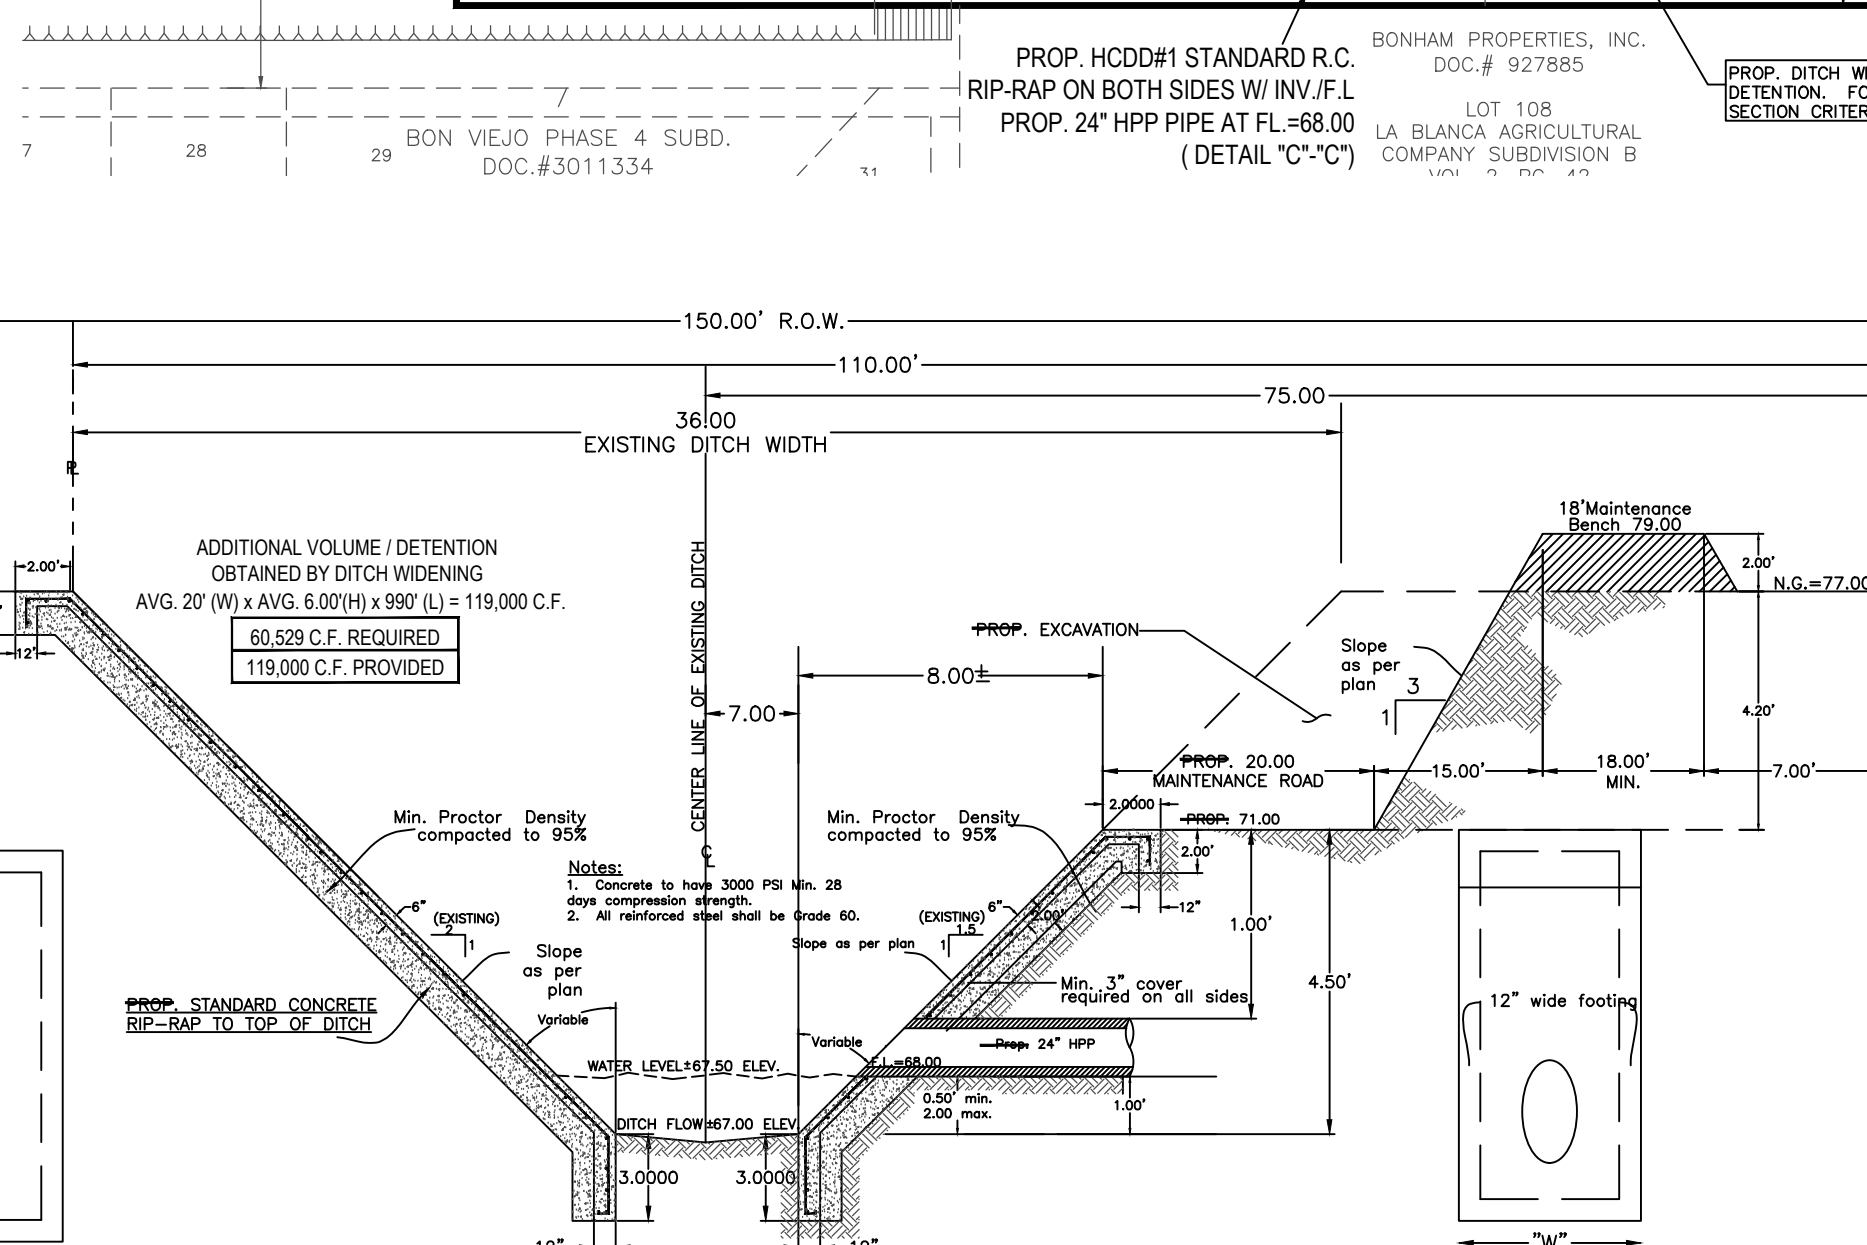 PROP. HCDD#1 STANDARD R.C.
RIP-RAP ON BOTH SIDES W/ INV./F.L
PROP. 24" HPP PIPE AT FL.=68.00
( DETAIL "C"-"C")
BONHAM PROPERTIES, INC.
DOC.# 927885
LOT 108
LA BLANCA AGRICULTURAL
COMPANY SUBDIVISION B
PROP. DITCH
DETENTION.
SECTION
7
28
29
BON VIEJO PHASE 4 SUBD.
DOC.#3011334
31
150.00' R.O.W.
110.00'
75.00
36.00
EXISTING DITCH WIDTH
PL
18'Maintenance
Bench 79.00
2.00'
N.G.=77.00
ADDITIONAL VOLUME / DETENTION
OBTAINED BY DITCH WIDENING
AVG. 20' (W) x AVG. 6.00'(H) x 990' (L) = 119,000 C.F.
60,529 C.F. REQUIRED
119,000 C.F. PROVIDED
2.00'
12"
CENTER LINE OF EXISTING DITCH
CL
PROP. EXCAVATION
Slope
as per
plan
3
1
8.00±
7.00
4.20'
PROP. 20.00
MAINTENANCE ROAD
15.00'
18.00'
MIN.
7.00'
2.0000
PROP. 71.00
2.00'
Min. Proctor Density
compacted to 95%
Min. Proctor Density
compacted to 95%
Notes:
1. Concrete to have 3000 PSI Min. 28
days compression strength.
2. All reinforced steel shall be Grade 60.
6"
(EXISTING)
2
1
Slope
as per
plan
(EXISTING)
1.5
1
6"
2.00'
12"
Slope as per plan
1.00'
4.50'
Min. 3" cover
required on all sides
PROP. STANDARD CONCRETE
RIP-RAP TO TOP OF DITCH
Variable
Variable
Prop. 24" HPP
F.L.=68.00
WATER LEVEL±67.50 ELEV.
0.50' min.
2.00 max.
1.00'
DITCH FLOW±67.00 ELEV.
3.0000
3.0000
12" wide footing
12"
12"
"W"